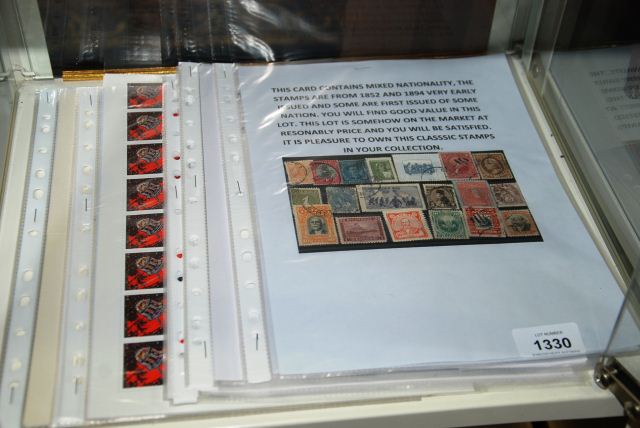 THIS CARD CONTAINS MIXED NATIONALITY, THE
STAMPS ARE FROM 1852 AND 1894 VERY EARLY
ISSUED AND SOME ARE FIRST ISSUED OF SOME
NATION. YOU WILL FIND GOOD VALUE IN THIS
LOT. THIS LOT IS SOMEHOW ON THE MARKET AT
RESONABLY PRICE AND YOU WILL BE SATISFIED.
IT IS PLEASURE TO OWN THIS CLASSSIC STAMPS
IN YOUR COLLECTION.
LOT NUMBER
1330